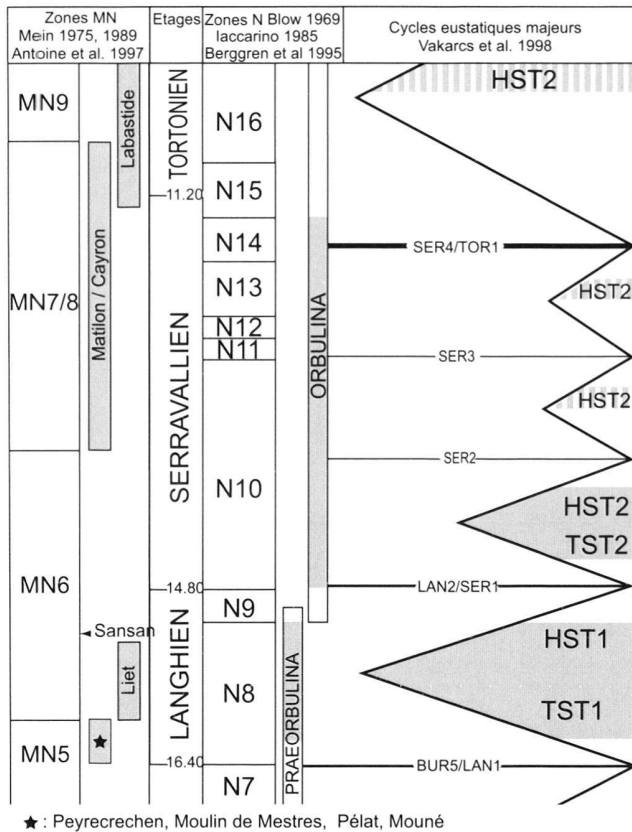 Zones MN
Mein 1975, 1989
Antoine et al. 1997
Etages
Zones N Blow 1969
Iaccarino 1985
Berggren et al 1995
Cycles eustatiques majeurs
Vakarcs et al. 1998
MN9
MN7/8
MN6
MN5
Labastide
Matilon / Cayron
Sansan
Liet
★
TORTONIEN
11.20
SERRAVALLIEN
14.80
LANGHIEN
16.40
N16
N15
N14
N13
N12
N11
N10
N9
N8
N7
ORBULINA
PRAEORBULINA
HST2
SER4/TOR1
HST2
SER3
HST2
SER2
HST2
TST2
LAN2/SER1
HST1
TST1
BUR5/LAN1
★ : Peyrecrechen, Moulin de Mestres, Pélat, Mouné